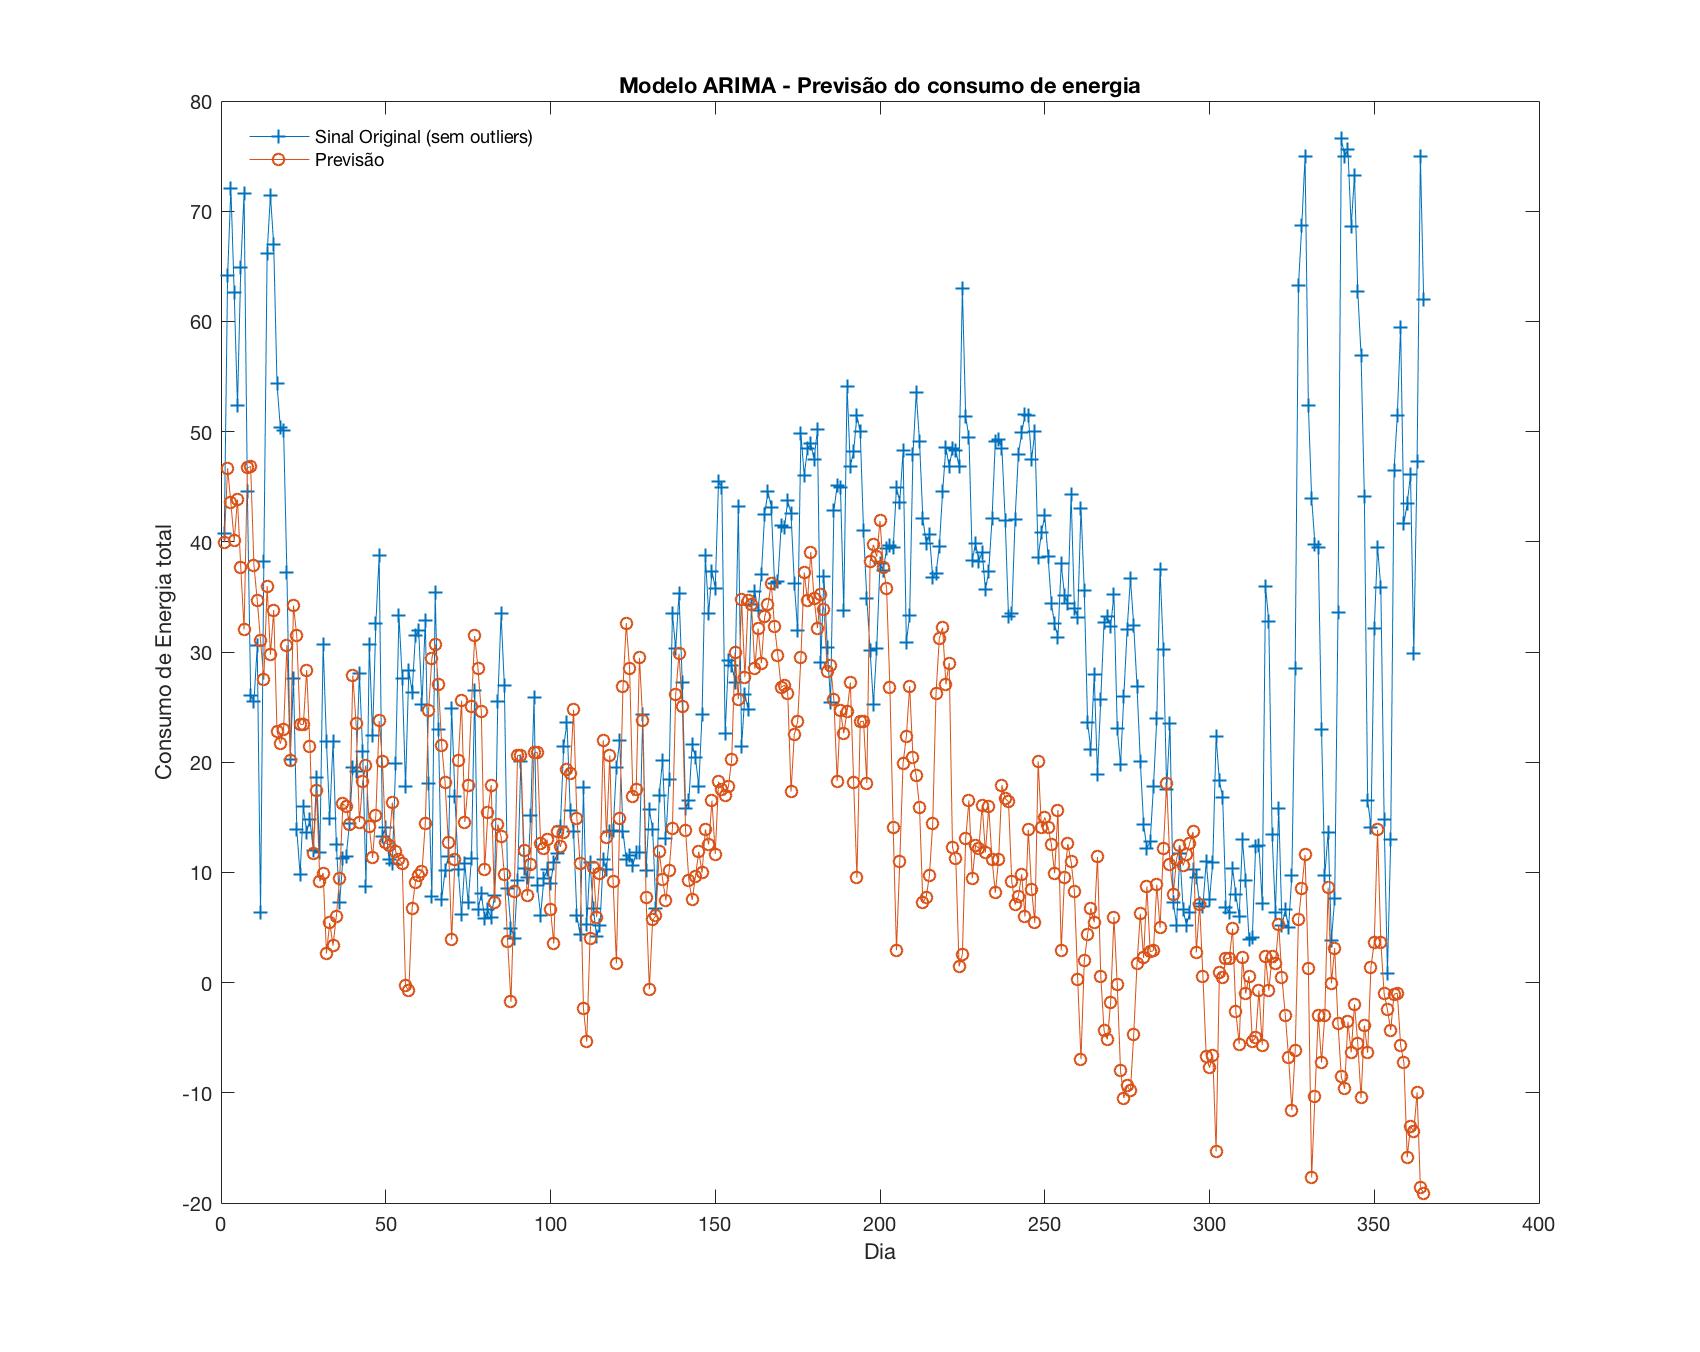 Modelo ARIMA - Previsão do consumo de energia
Sinal Original (sem outliers)
Previsão
Consumo de Energia total
80
70
60
50
40
30
20
10
0
-10
-20
0 50 100 150 200 250 300 350 400
Dia